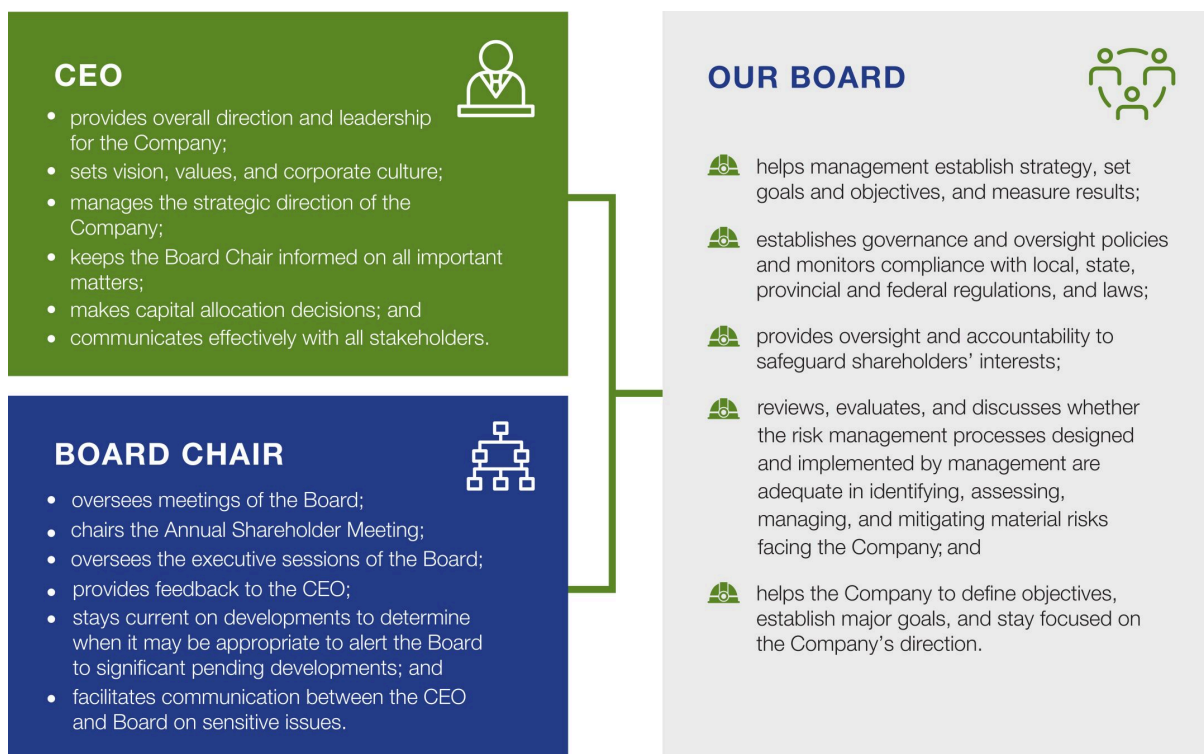 CEO
• provides overall direction and leadership
for the Company;
• sets vision, values, and corporate culture;
• manages the strategic direction of the
Company;
• keeps the Board Chair informed on all important
matters;
• makes capital allocation decisions; and
• communicates effectively with all stakeholders.
BOARD CHAIR
• oversees meetings of the Board;
• chairs the Annual Shareholder Meeting;
• oversees the executive sessions of the Board;
• provides feedback to the CEO;
• stays current on developments to determine
when it may be appropriate to alert the Board
to significant pending developments; and
• facilitates communication between the CEO
and Board on sensitive issues.
OUR BOARD
helps management establish strategy, set
goals and objectives, and measure results;
establishes governance and oversight policies
and monitors compliance with local, state,
provincial and federal regulations, and laws;
provides oversight and accountability to
safeguard shareholders’ interests;
reviews, evaluates, and discusses whether
the risk management processes designed
and implemented by management are
adequate in identifying, assessing,
managing, and mitigating material risks
facing the Company; and
helps the Company to define objectives,
establish major goals, and stay focused on
the Company’s direction.